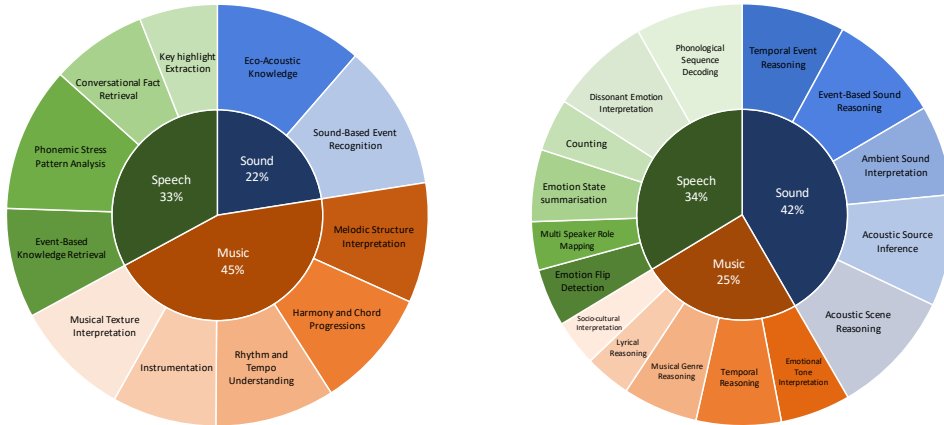 Key highlight
Extraction
Eco-Acoustic
Knowledge
Conversational Fact
Retrieval
Sound-Based Event
Recognition
Phonemic Stress
Pattern Analysis
Speech
33%
Sound
22%
Event-Based
Knowledge Retrieval
Melodic Structure
Interpretation
Music
45%
Musical Texture
Interpretation
Harmony and Chord
Progressions
Instrumentation
Rhythm and
Tempo
Understanding
Phonological
Sequence
Decoding
Temporal Event
Reasoning
Dissonant Emotion
Interpretation
Event-Based Sound
Reasoning
Counting
Ambient Sound
Interpretation
Emotion State
summarisation
Speech
34%
Sound
42%
Multi Speaker Role
Mapping
Acoustic Source
Inference
Emotion Flip
Detection
Music
25%
Socio-cultural
Interpretation
Acoustic Scene
Reasoning
Lyrical
Reasoning
Musical Genre
Reasoning
Temporal
Reasoning
Emotional
Tone
Interpretation